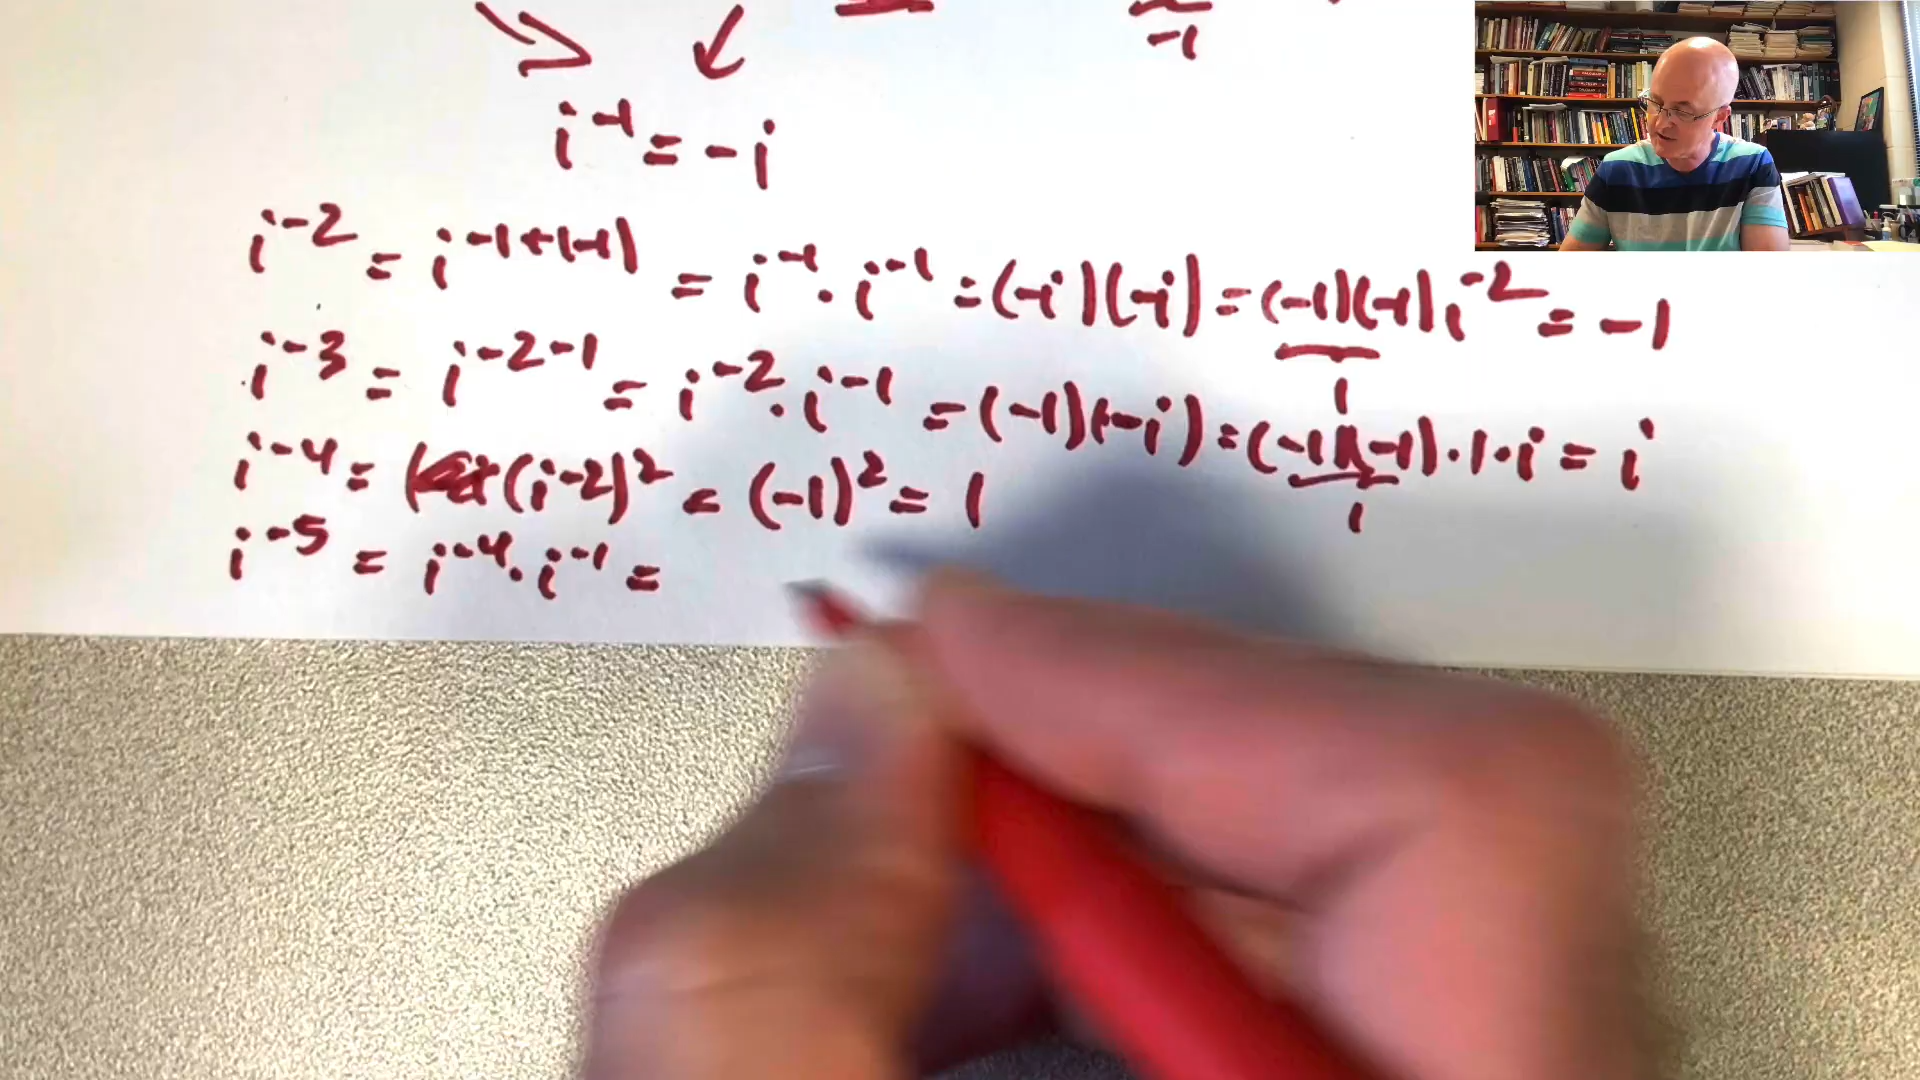 -1
i⁻¹ = -i
i⁻² = i⁻¹⁺⁽⁻¹⁾ = i⁻¹ · i⁻¹ = (-i)(-i) = (-1)(-1) i⁻² = -1
1
i⁻³ = i⁻²⁻¹ = i⁻² · i⁻¹ = (-1)(-i) = (-1)(-1) · 1 · i = i
1
i⁻⁴ = (i⁻²)² = (-1)² = 1
i⁻⁵ = i⁻⁴ · i⁻¹ =